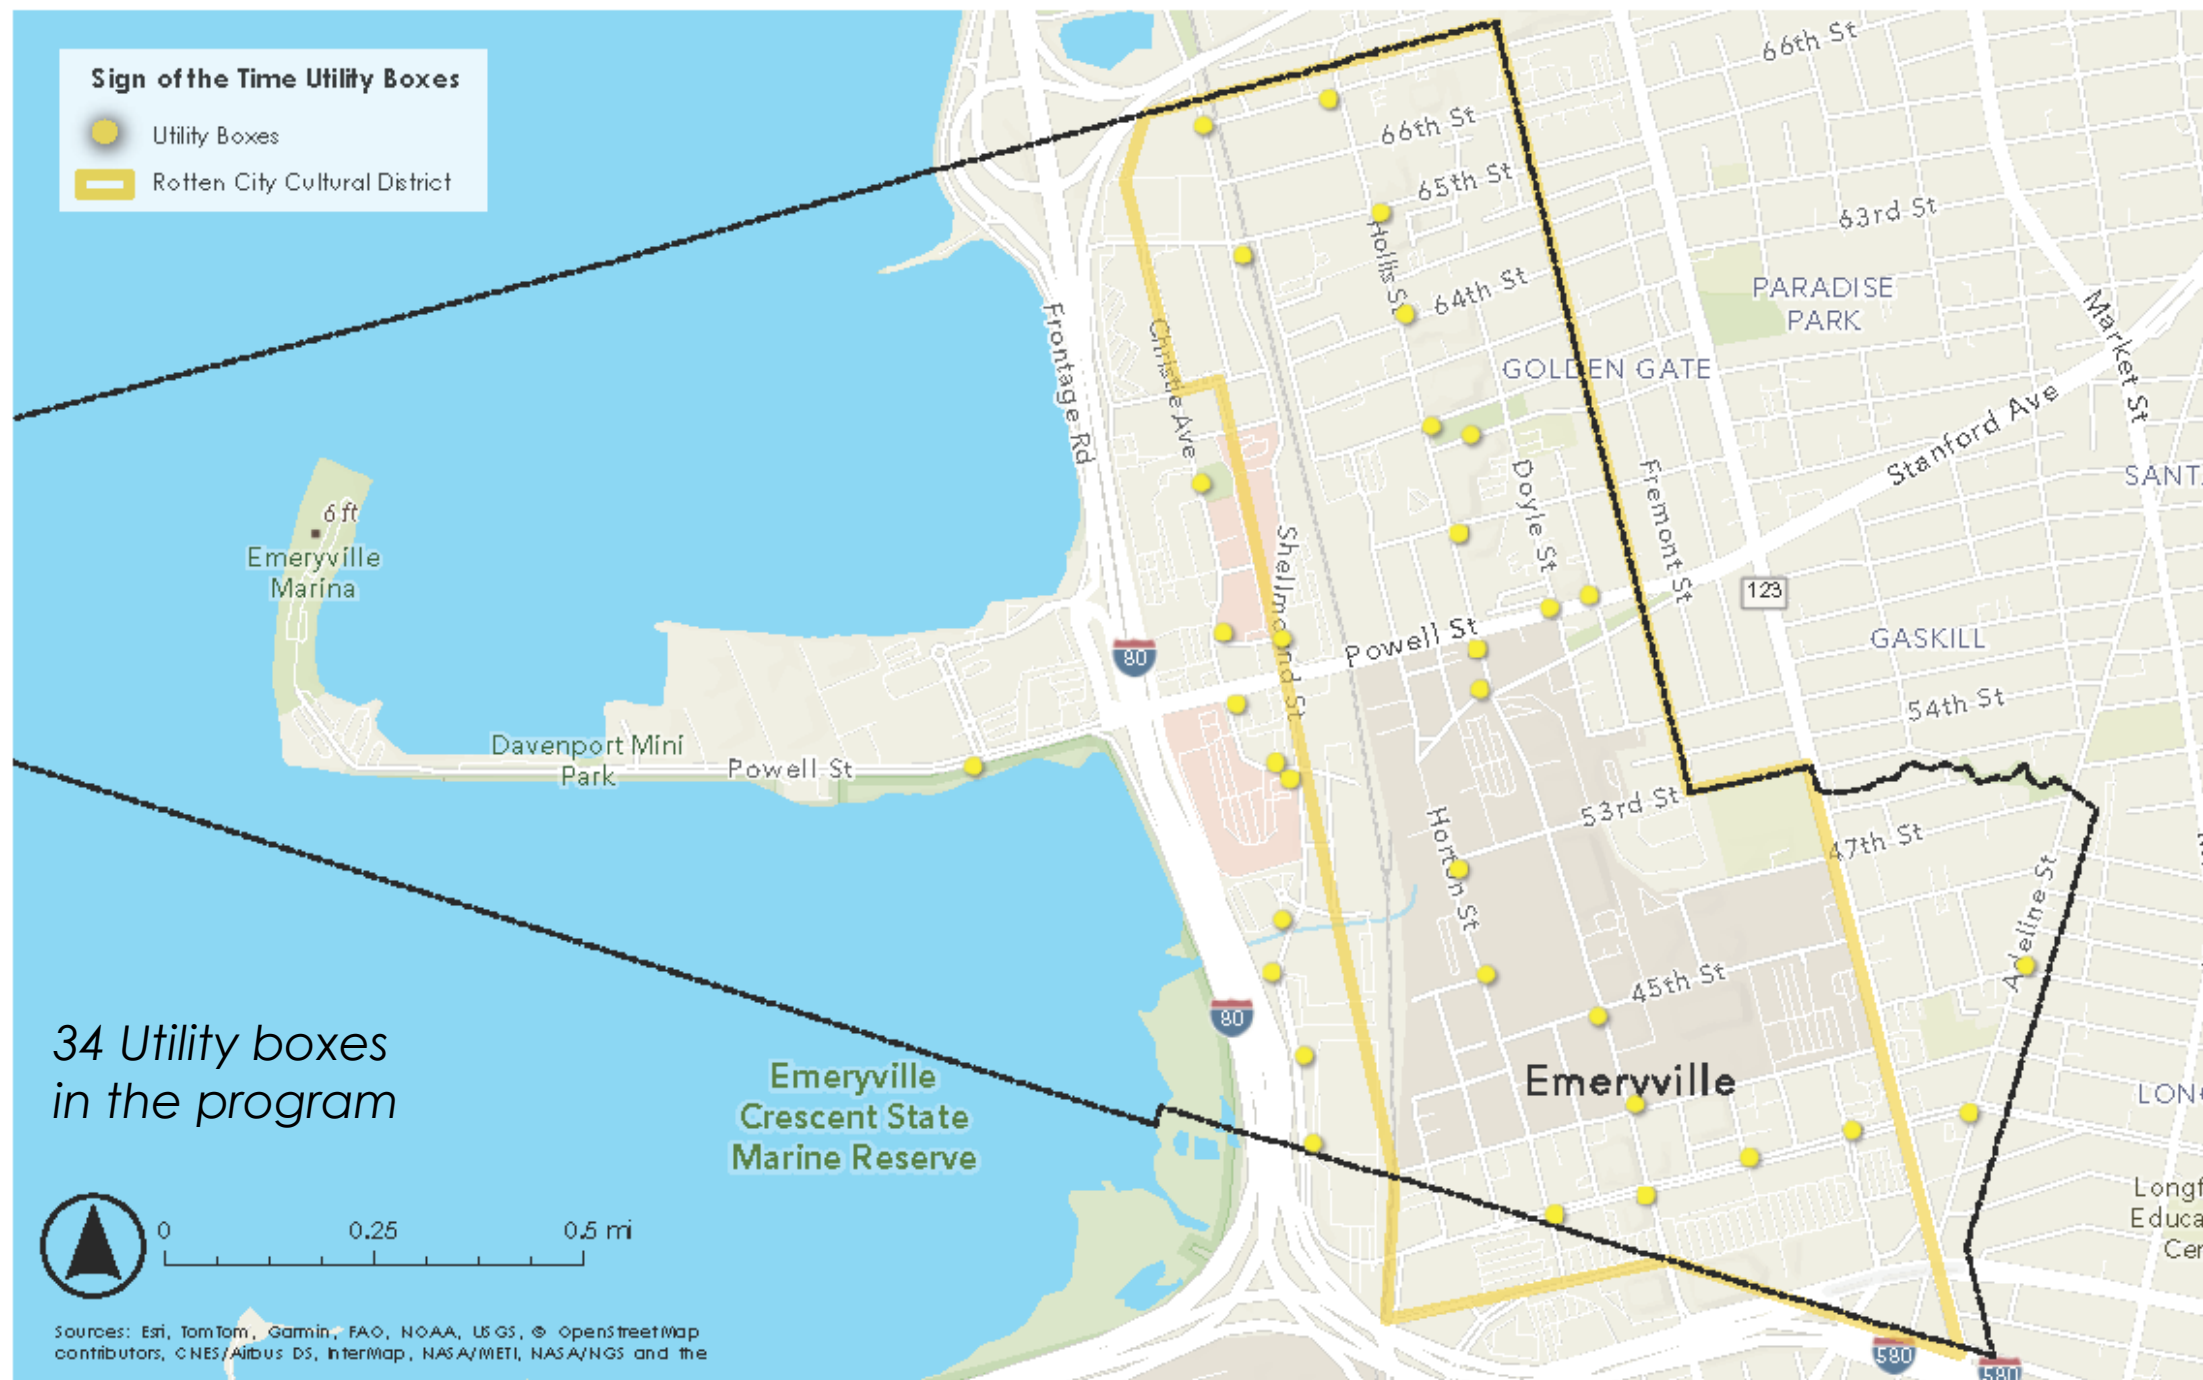 Sign of the Time Utility Boxes
Utility Boxes
Rotten City Cultural District
66th St
66th St
65th St
63rd St
Hollis St
64th St
PARADISE
PARK
GOLDEN GATE
Market St
Frontage Rd
Christie Ave
Stanford Ave
SANT
6 ft
Emeryville
Marina
Doyle St
Fremont St
Shellmound St
123
GASKILL
Powell St
80
54th St
Davenport Mini
Park
Powell St
53rd St
47th St
Horton St
Adeline St
45th St
80
34 Utility boxes
in the program
Emeryville
Emeryville
Crescent State
Marine Reserve
LON
Longf
Educa
Cer
0 0.25 0.5 mi
580
580
Sources: Esri, TomTom, Garmin, FAO, NOAA, USGS, © OpenStreetMap
contributors, CNES/Airbus DS, InterMap, NASA/METI, NASA/NGS and the